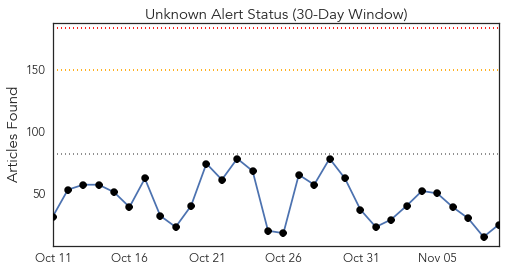 Unknown Alert Status (30-Day Window)
Articles Found
150
100
50
Oct 11
Oct 16
Oct 21
Oct 26
Oct 31
Nov 05